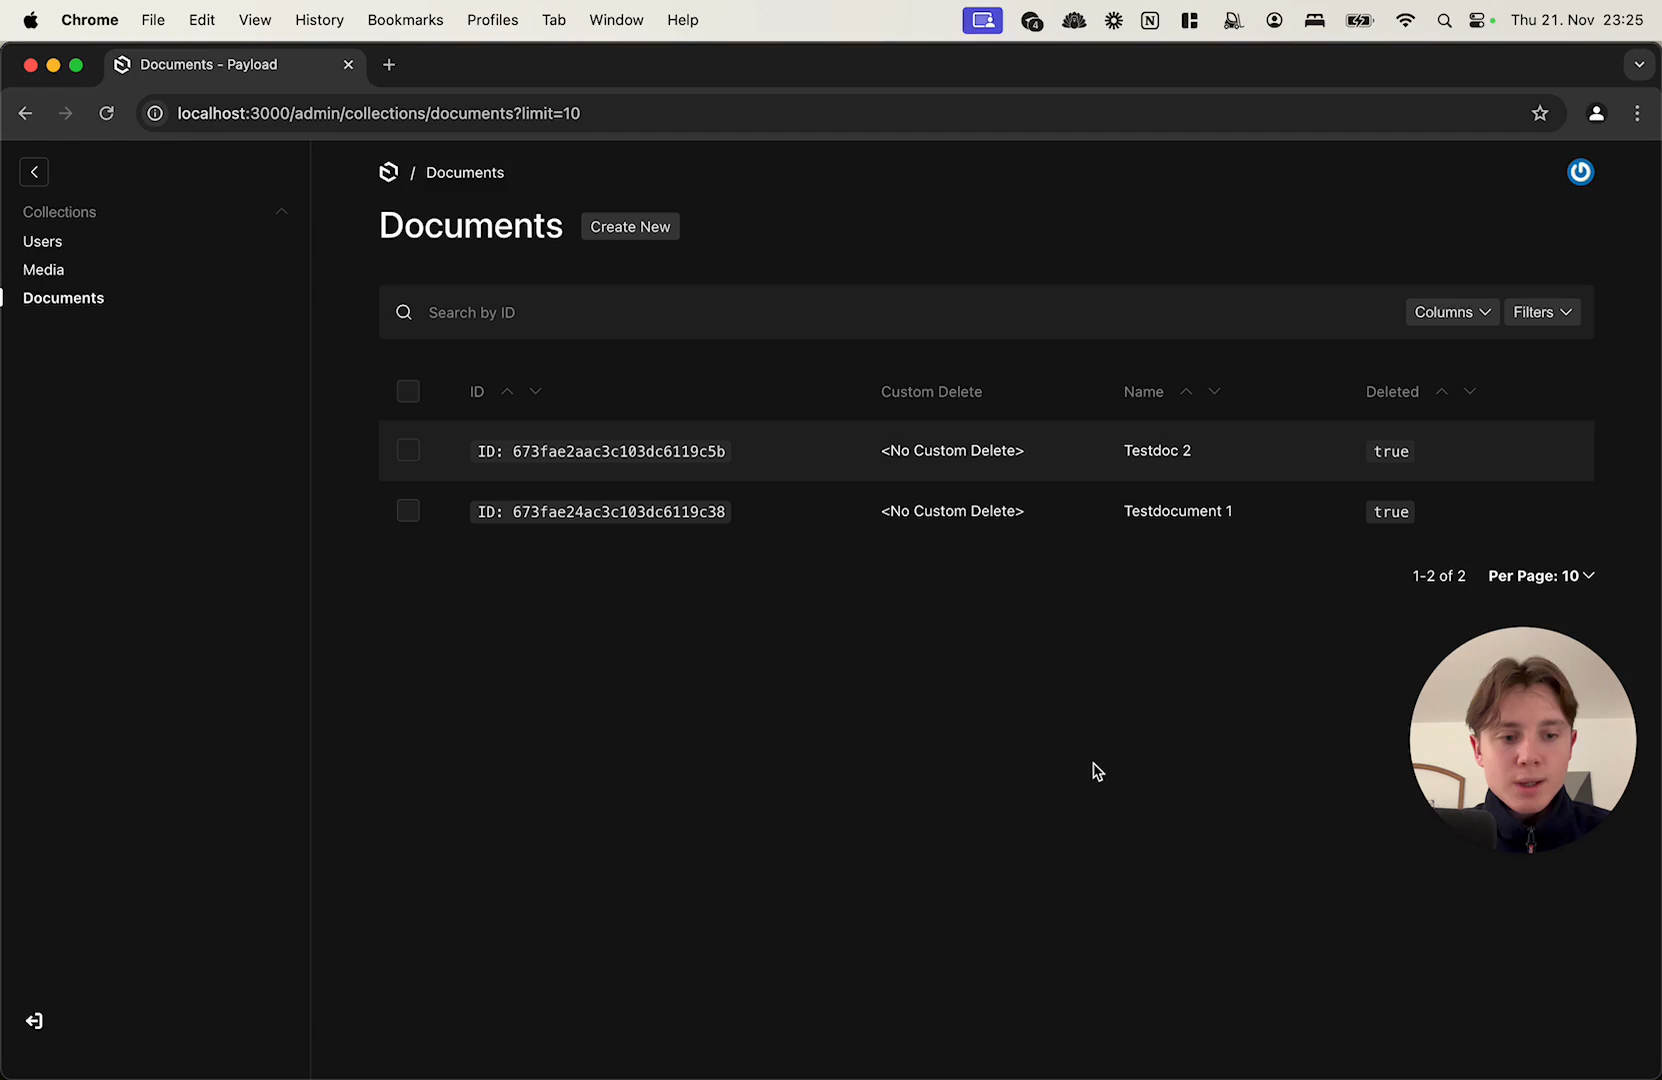 Chrome File Edit View History Bookmarks Profiles Tab Window Help 4 Thu 21. Nov 23:25
Documents - Payload
localhost:3000/admin/collections/documents?limit=10
/ Documents
Collections
Users
Media
Documents
Documents Create New
Search by ID Columns Filters
ID Custom Delete Name Deleted
ID: 673fae2aac3c103dc6119c5b <No Custom Delete> Testdoc 2 true
ID: 673fae24ac3c103dc6119c38 <No Custom Delete> Testdocument 1 true
1-2 of 2 Per Page: 10